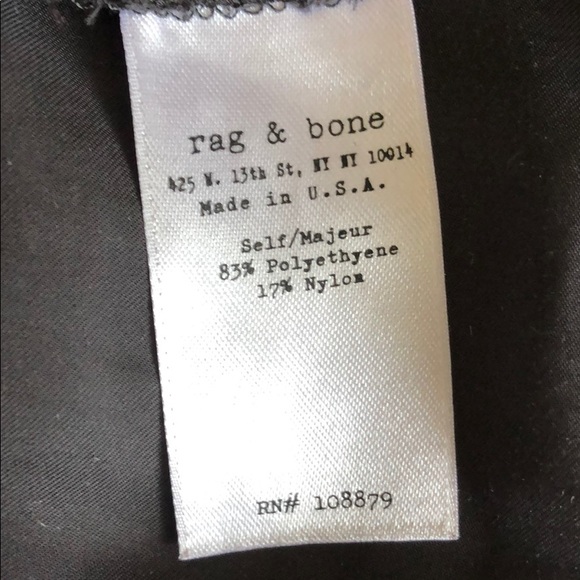 rag & bone
425 W. 13th St, NY NY 10014
Made in U.S.A.
Self/Majeur
83% Polyethyene
17% Nylon
RN# 108879